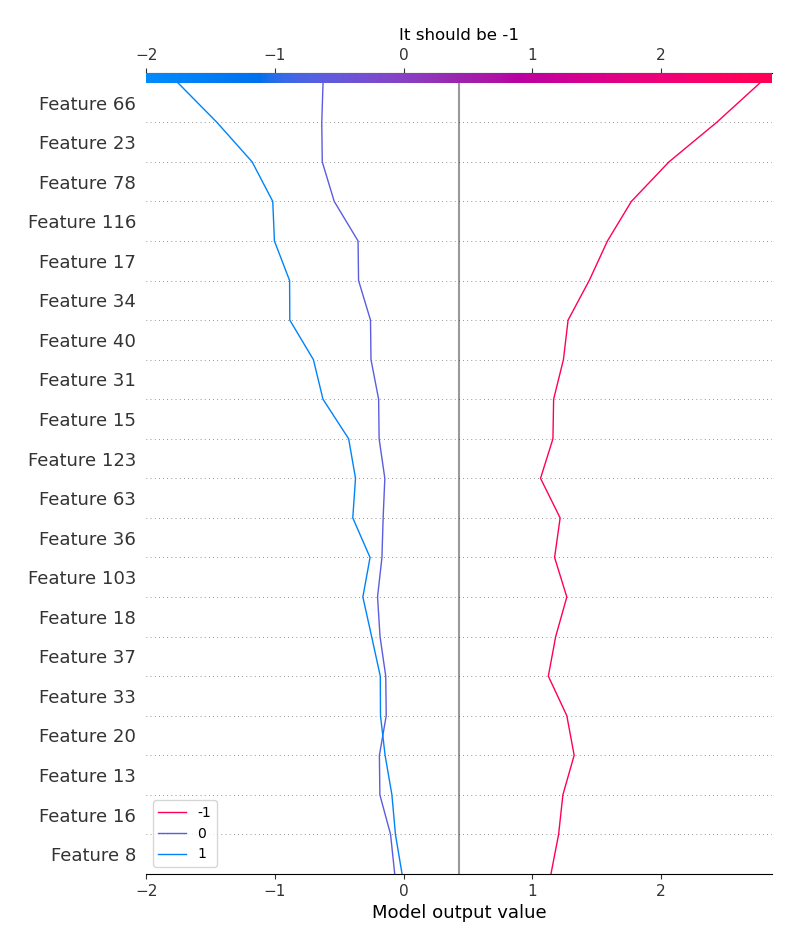 It should be -1
−2 −1 0 1 2
Feature 66
Feature 23
Feature 78
Feature 116
Feature 17
Feature 34
Feature 40
Feature 31
Feature 15
Feature 123
Feature 63
Feature 36
Feature 103
Feature 18
Feature 37
Feature 33
Feature 20
Feature 13
Feature 16
Feature 8
-1
0
1
−2 −1 0 1 2
Model output value